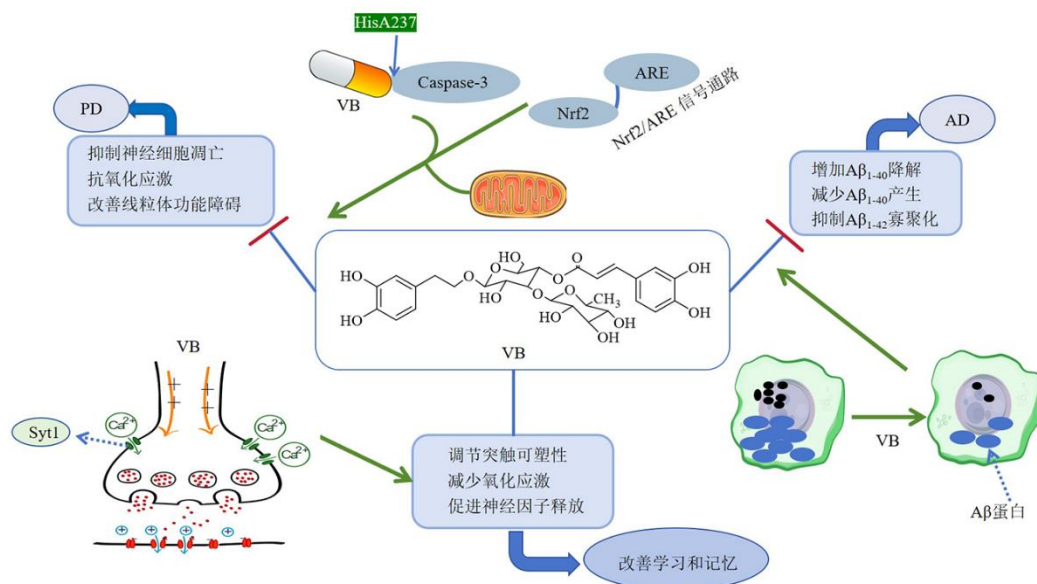 HisA237
VB
Caspase-3
ARE
Nrf2
Nrf2/ARE 信号通路
PD
抑制神经细胞凋亡
抗氧化应激
改善线粒体功能障碍
AD
增加Aβ₁₋₄₀降解
减少Aβ₁₋₄₀产生
抑制Aβ₁₋₄₂寡聚化
HO
HO
O
HO
HO
O
O
O
O
O
O
CH₃
HO
HO
OH
OH
OH
VB
VB
Ca²⁺
Ca²⁺
Ca²⁺
Syt1
调节突触可塑性
减少氧化应激
促进神经因子释放
改善学习和记忆
VB
Aβ蛋白